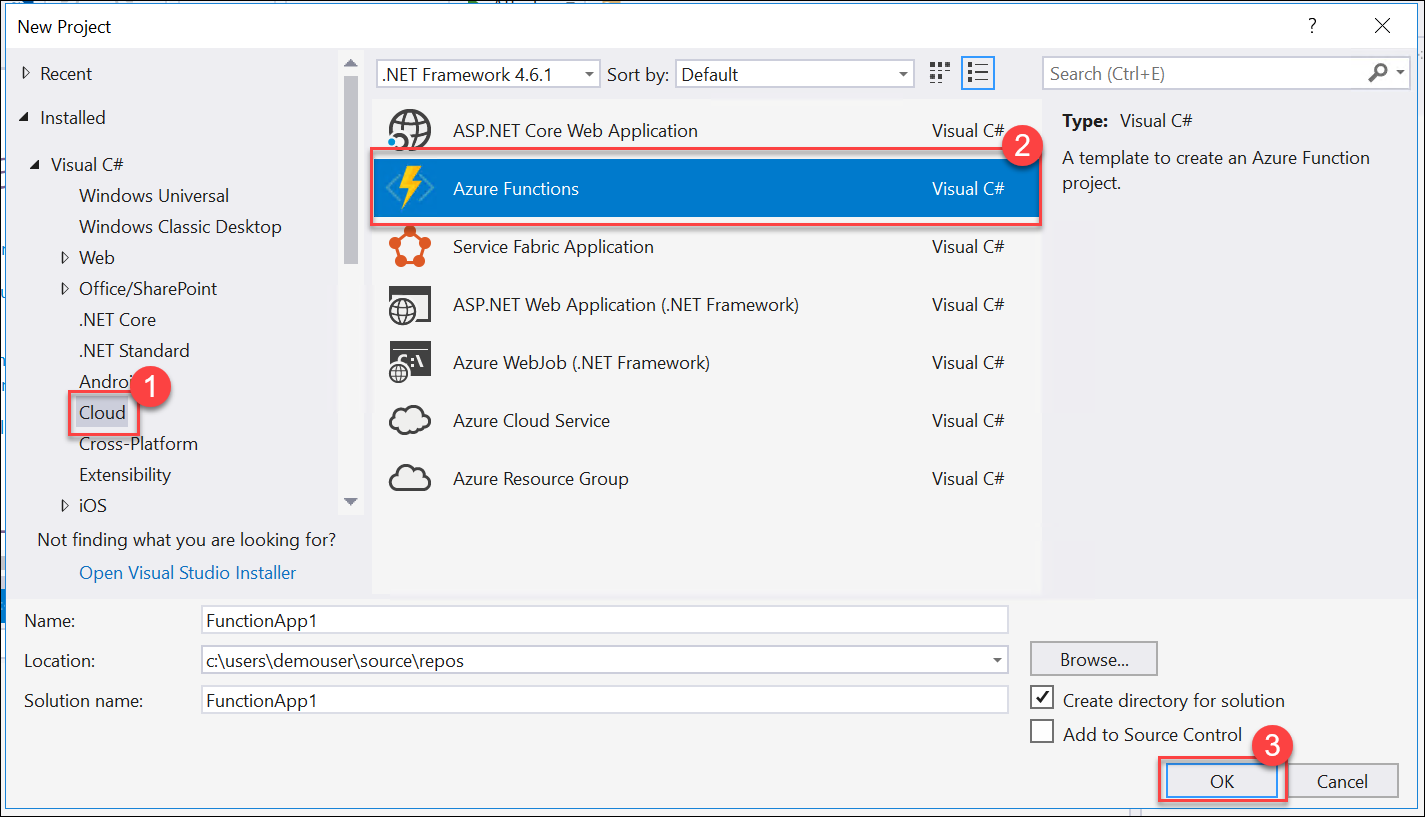 New Project
?
Recent
Installed
Visual C#
Windows Universal
Windows Classic Desktop
Web
Office/SharePoint
.NET Core
.NET Standard
Androi
1
Cloud
Cross-Platform
Extensibility
iOS
Not finding what you are looking for?
Open Visual Studio Installer
.NET Framework 4.6.1
Sort by:
Default
Search (Ctrl+E)
ASP.NET Core Web Application
Visual C#
2
Azure Functions
Visual C#
Service Fabric Application
Visual C#
ASP.NET Web Application (.NET Framework)
Visual C#
Azure WebJob (.NET Framework)
Visual C#
Azure Cloud Service
Visual C#
Azure Resource Group
Visual C#
Type: Visual C#
A template to create an Azure Function
project.
Name:
FunctionApp1
Location:
c:\users\demouser\source\repos
Browse...
Solution name:
FunctionApp1
Create directory for solution
Add to Source Control
3
OK
Cancel